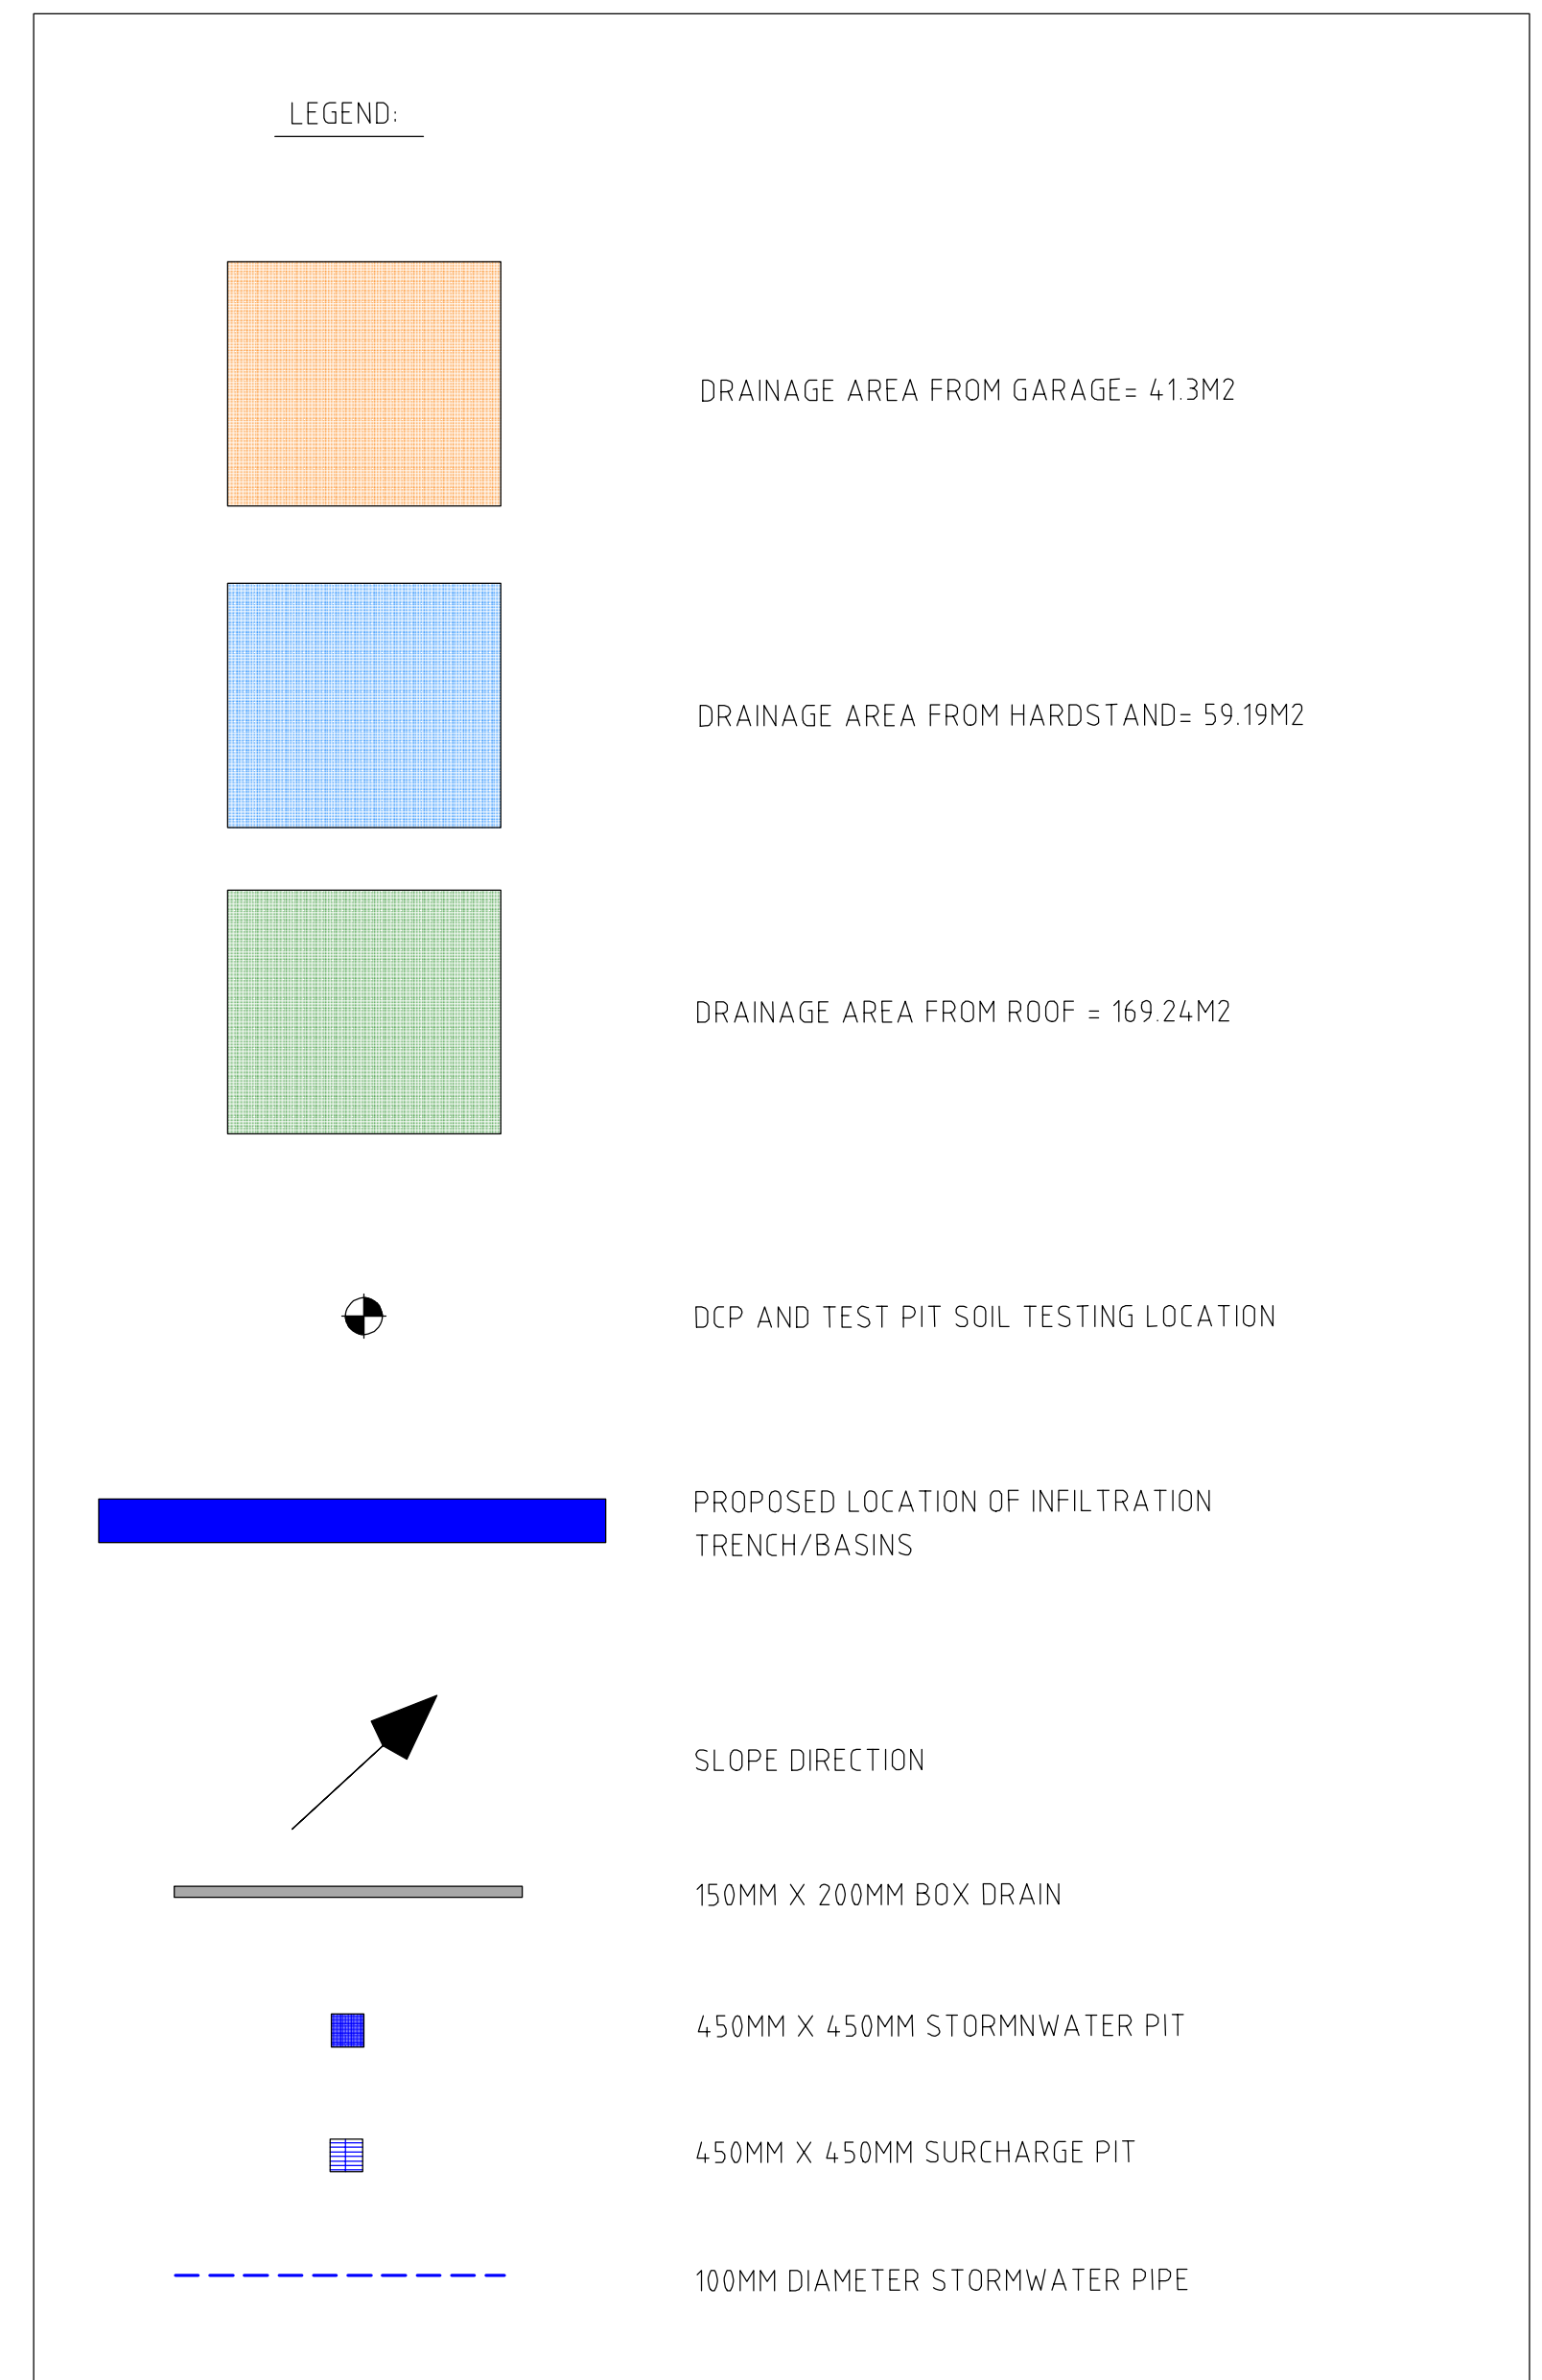 LEGEND:
DRAINAGE AREA FROM GARAGE= 41.3M2
DRAINAGE AREA FROM HARDSTAND= 59.19M2
DRAINAGE AREA FROM ROOF = 169.24M2
DCP AND TEST PIT SOIL TESTING LOCATION
PROPOSED LOCATION OF INFILTRATION
TRENCH/BASINS
SLOPE DIRECTION
150MM X 200MM BOX DRAIN
450MM X 450MM STORMNWATER PIT
450MM X 450MM SURCHARGE PIT
100MM DIAMETER STORMWATER PIPE